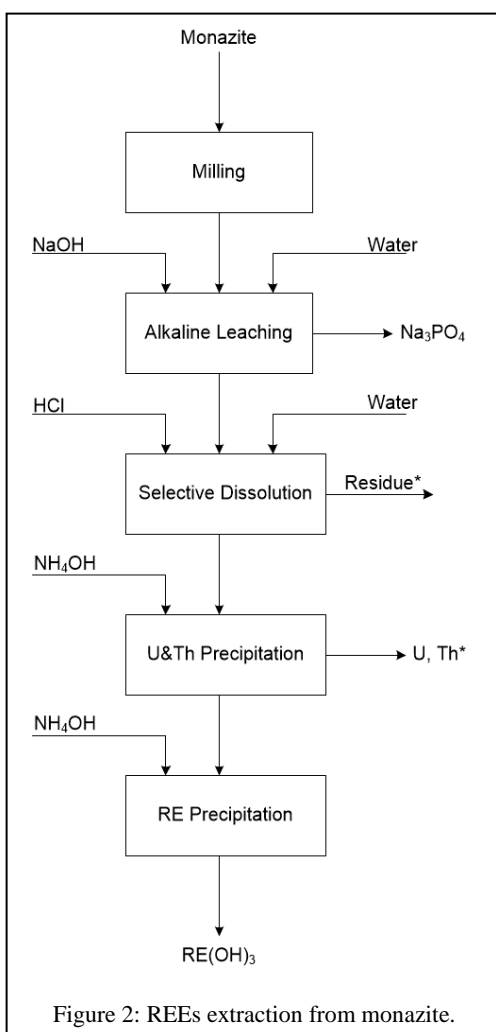 Monazite
Milling
NaOH
Water
Alkaline Leaching
Na₃PO₄
HCl
Water
Selective Dissolution
Residue*
NH₄OH
U&Th Precipitation
U, Th*
NH₄OH
RE Precipitation
RE(OH)₃
Figure 2: REEs extraction from monazite.